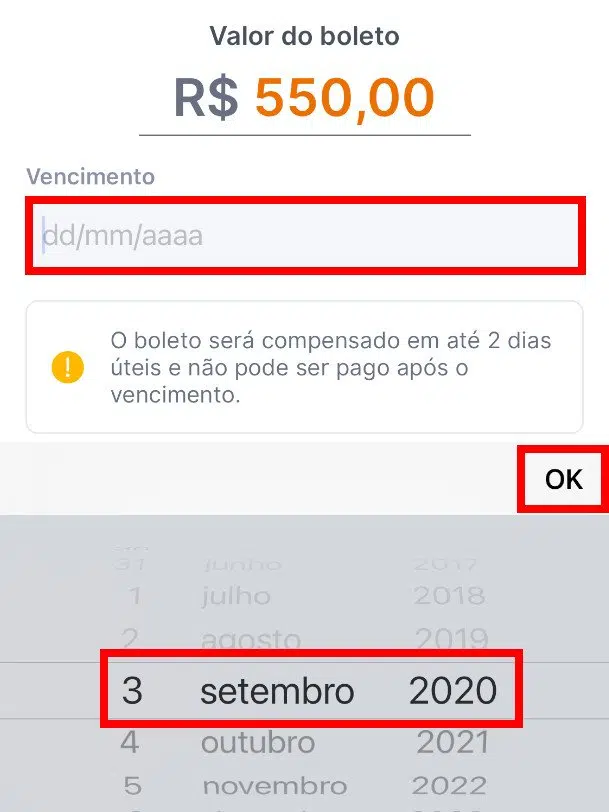 Valor do boleto
R$ 550,00
Vencimento
dd/mm/aaaa
O boleto será compensado em até 2 dias
úteis e não pode ser pago após o
vencimento.
OK
31 junho 2017
1 julho 2018
2 agosto 2019
3 setembro 2020
4 outubro 2021
5 novembro 2022